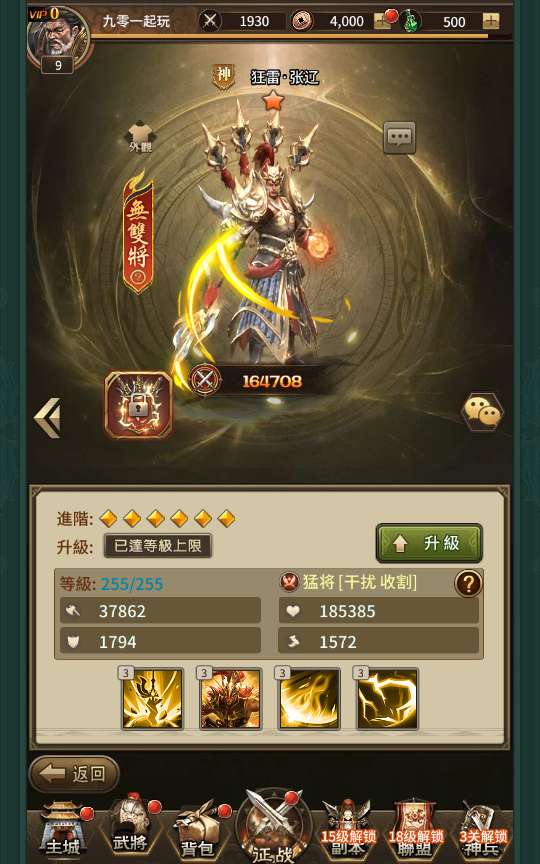 VIP 0
九零一起玩
1930
4,000
500
9
神
狂雷·张辽
外觀
無雙將
164708
進階:
升級: 已達等級上限
升級
等級: 255/255
猛将 [干扰 收割]
?
37862
185385
1794
1572
3
3
3
3
返回
主城
武將
背包
征战
15级解锁
副本
18级解锁
聯盟
3关解锁
神兵